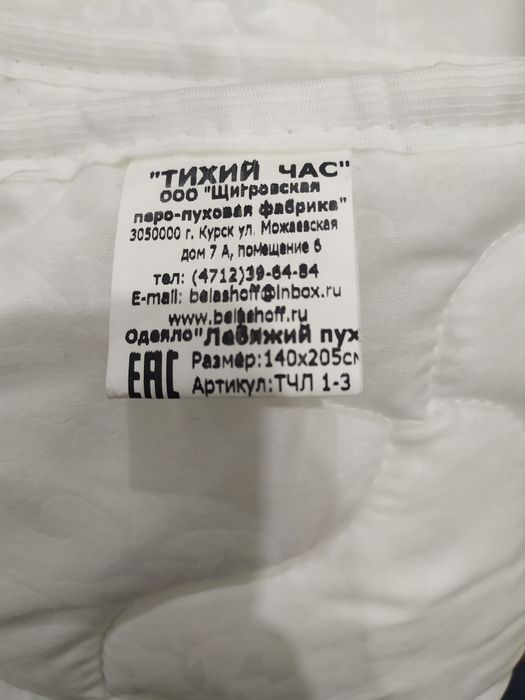 "ТИХИЙ ЧАС"
ООО "Щигровская
перо-пуховая фабрика"
3050000 г. Курск ул. Можаевская
дом 7 А, помещение 6
тел: (4712)39-64-84
E-mail: belashoff@inbox.ru
www.belashoff.ru
Одеяло"Лебяжий пух
EAC Размер:140х205см
Артикул:ТЧЛ 1-3